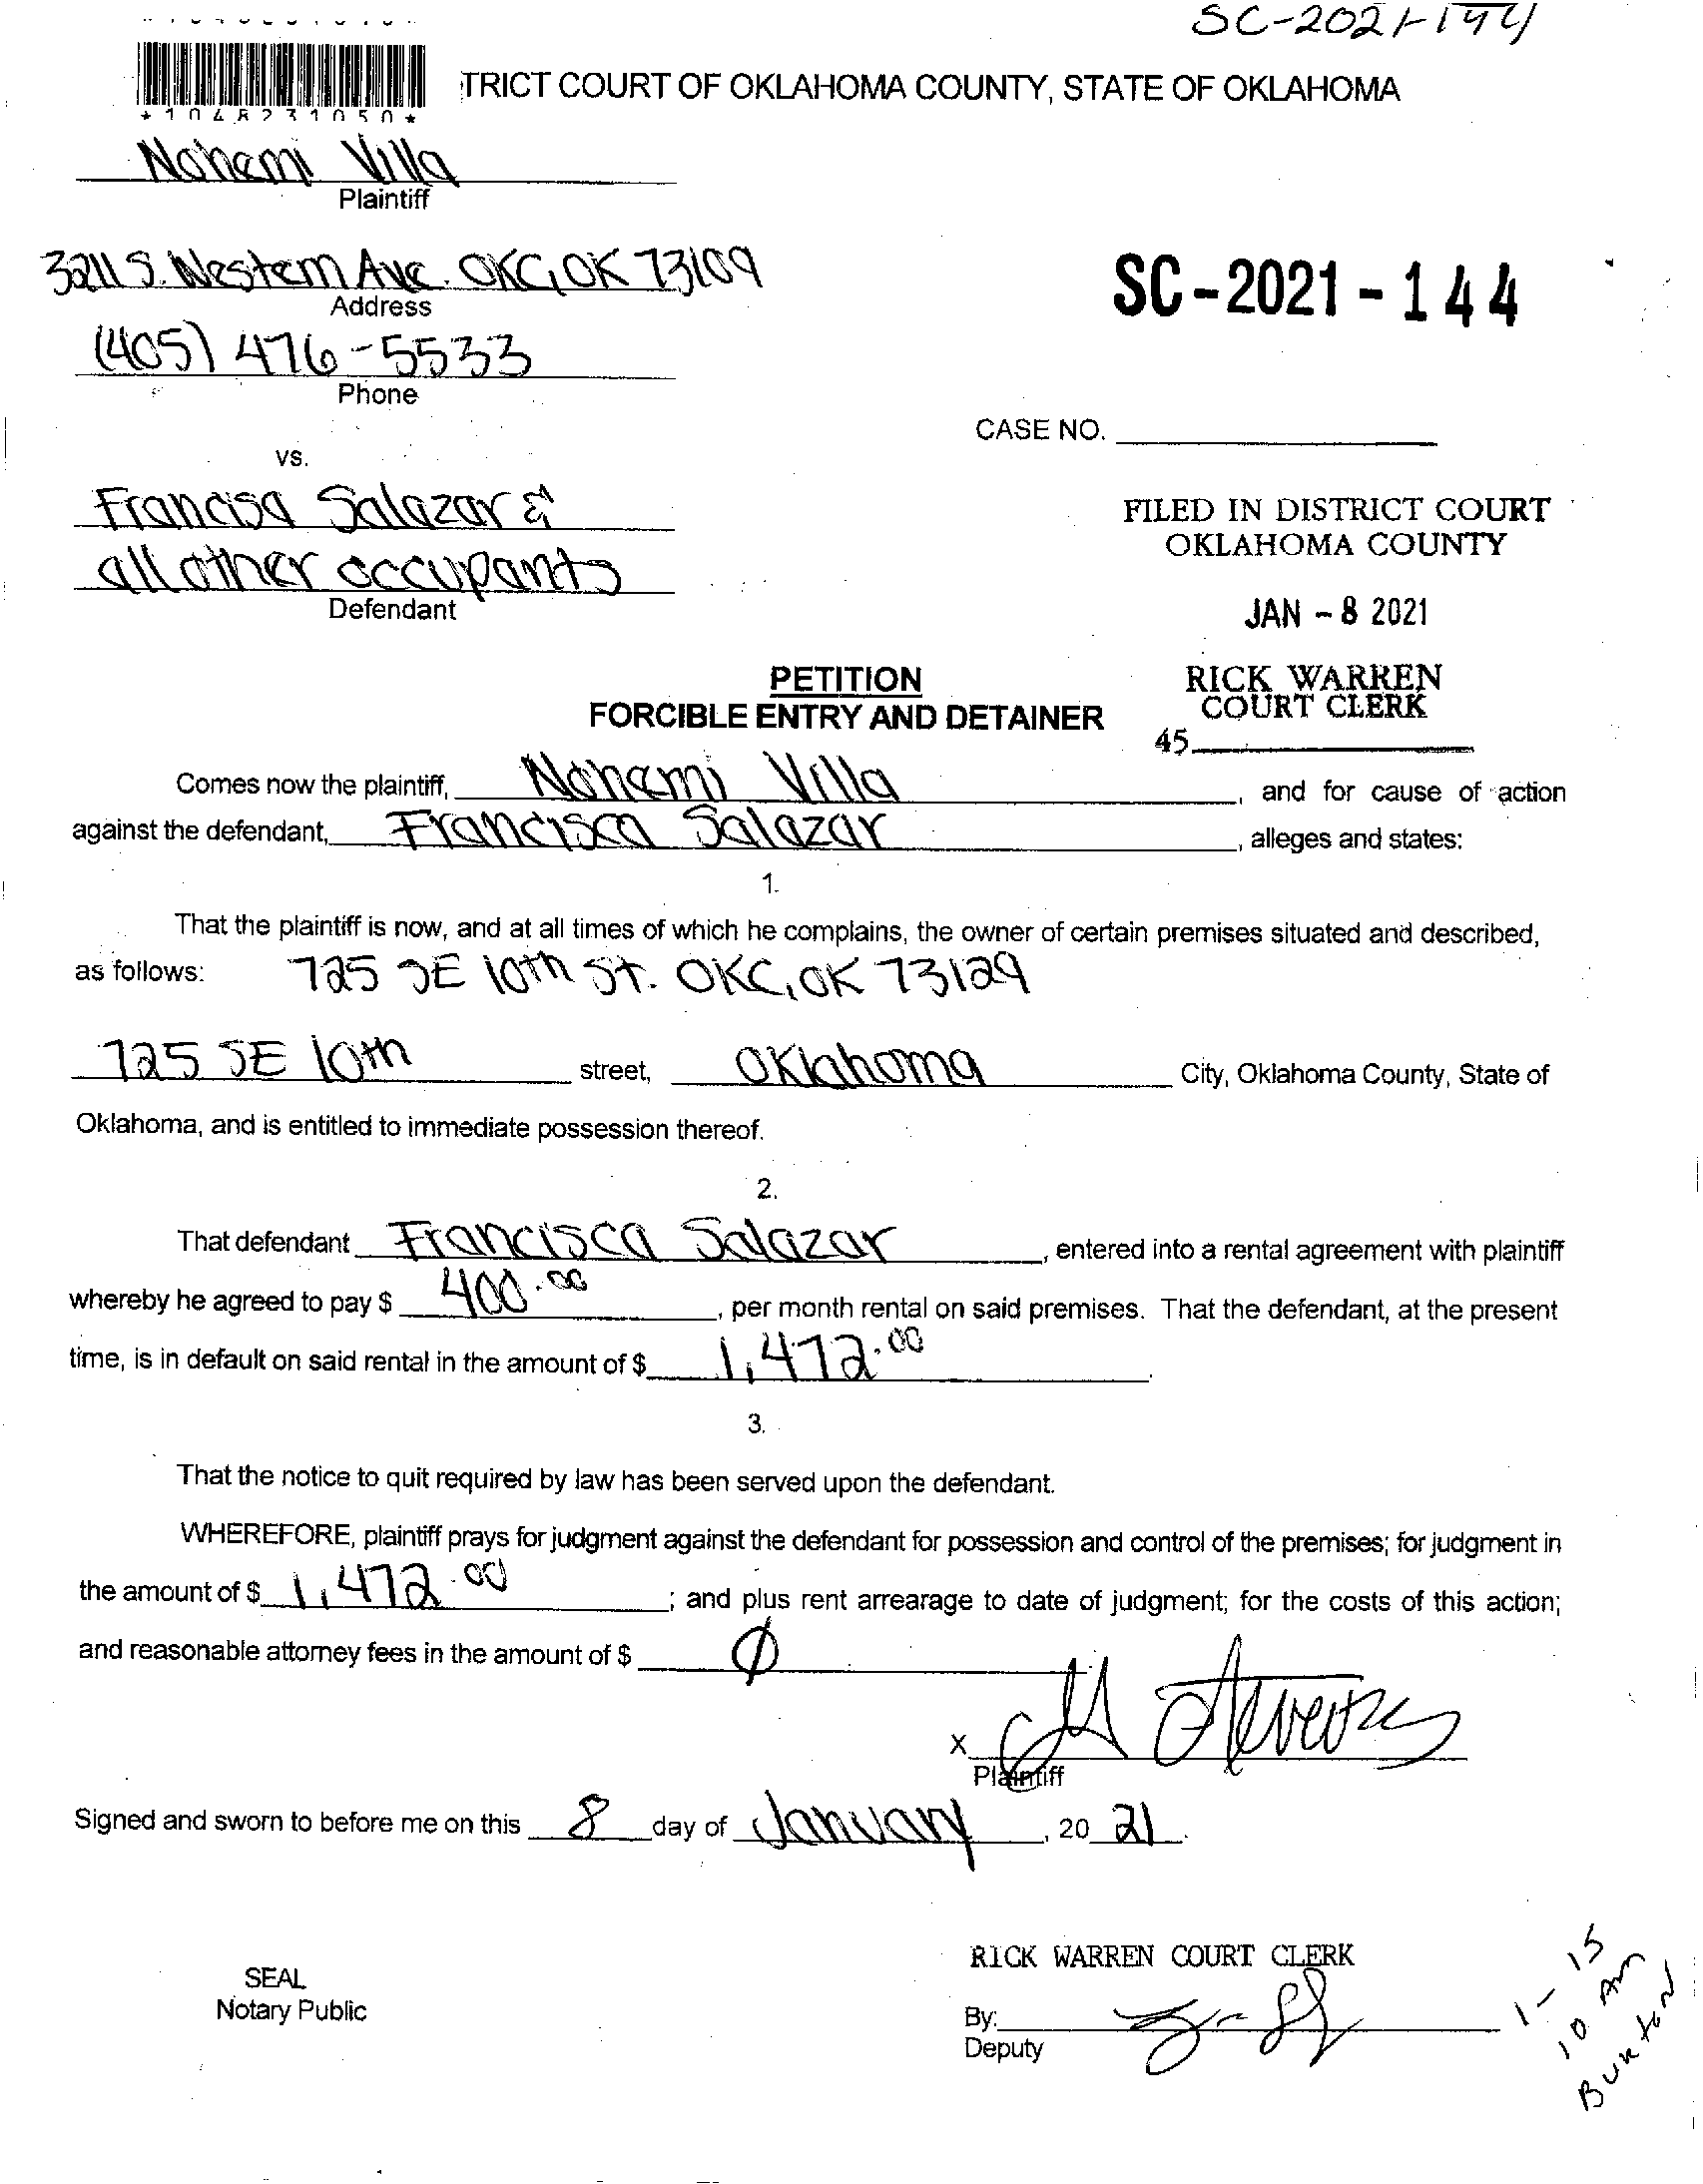 SC-2021-144
TRICT COURT OF OKLAHOMA COUNTY, STATE OF OKLAHOMA
*1048231050*
Nohemi Villa
Plaintiff
3211 S. Western Ave. OKC, OK 73109
Address
SC-2021-144
(405) 476-5533
Phone
CASE NO.
vs.
Francisa Salazar &
all other occupants
Defendant
FILED IN DISTRICT COURT
OKLAHOMA COUNTY
JAN - 8 2021
RICK WARREN
COURT CLERK
45
PETITION
FORCIBLE ENTRY AND DETAINER
Comes now the plaintiff, Nohemi Villa, and for cause of action
against the defendant, Francisca Salazar, alleges and states:
1.
That the plaintiff is now, and at all times of which he complains, the owner of certain premises situated and described,
as follows: 725 SE 10th St. OKC, OK 73129
725 SE 10th street, Oklahoma City, Oklahoma County, State of
Oklahoma, and is entitled to immediate possession thereof.
2.
That defendant Francisca Salazar, entered into a rental agreement with plaintiff
whereby he agreed to pay $ 400.00, per month rental on said premises. That the defendant, at the present
time, is in default on said rental in the amount of $ 1,472.00.
3.
That the notice to quit required by law has been served upon the defendant.
WHEREFORE, plaintiff prays for judgment against the defendant for possession and control of the premises; for judgment in
the amount of $ 1,472.00; and plus rent arrearage to date of judgment; for the costs of this action;
and reasonable attorney fees in the amount of $ Ø
X
Plaintiff
Signed and sworn to before me on this 8 day of January, 20 21.
RICK WARREN COURT CLERK
SEAL
Notary Public
By:
Deputy
1-15
10 Am
Buxton